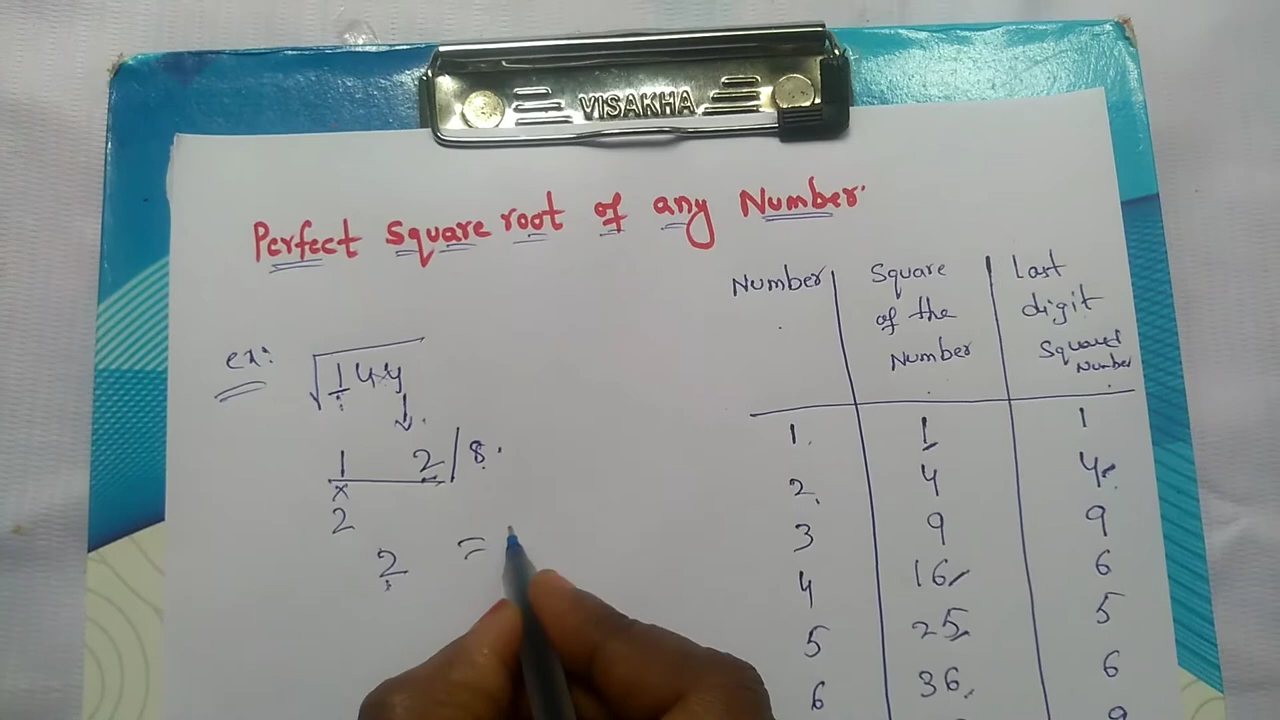 VISAKHA
Perfect Square root of any Number.
ex:
√144
1 2/8.
×
2
2 =
Number Square of the Number Last digit Square Number
1. 1 1
2. 4 4
3 9 9
4 16 6
5 25 5
6 36 6
9